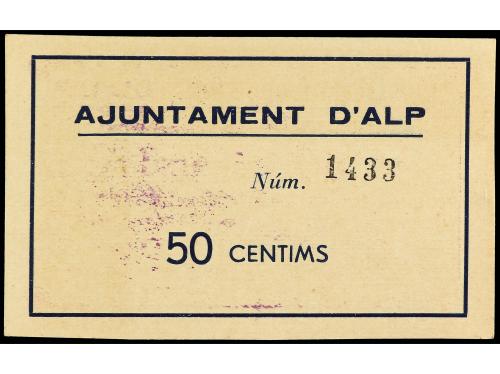 AJUNTAMENT D'ALP
Núm. 1433
50 CENTIMS